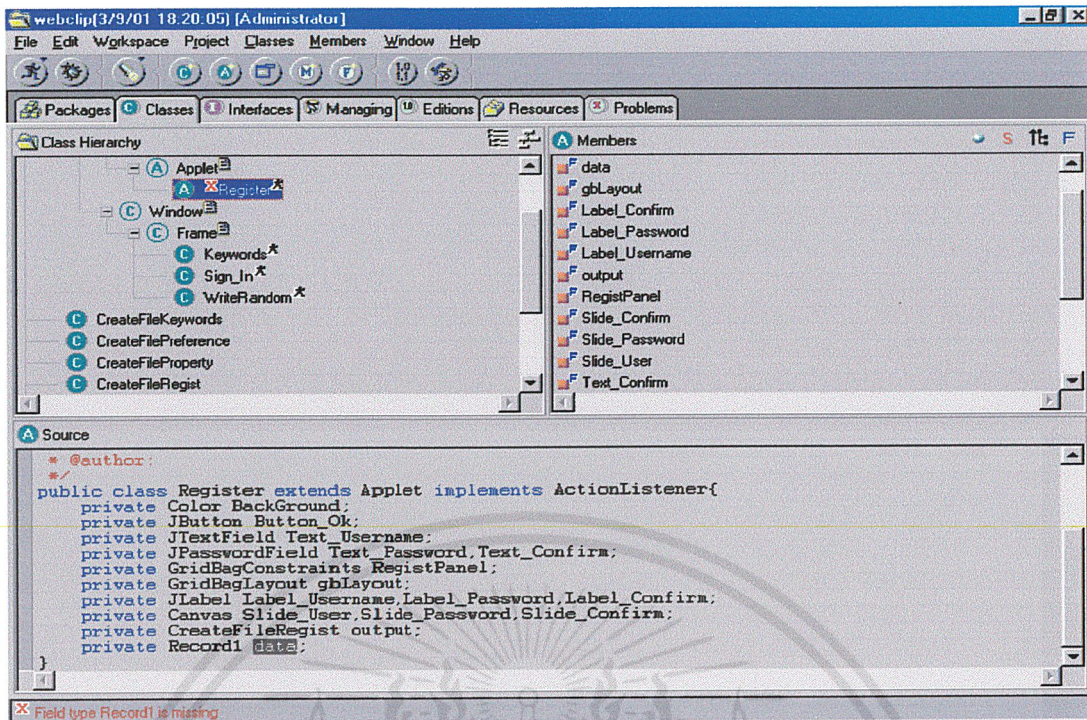 webclip(3/9/01 18:20:05) [Administrator]
File Edit Workspace Project Classes Members Window Help
Packages Classes Interfaces Managing Editions Resources Problems
Class Hierarchy
Applet
Register
Window
Frame
Keywords
Sign_In
WriteRandom
CreateFileKeywords
CreateFilePreference
CreateFileProperty
CreateFileRegist
Members
data
gbLayout
Label_Confirm
Label_Password
Label_Username
output
RegistPanel
Slide_Confirm
Slide_Password
Slide_User
Text_Confirm
Source
* @author:
*/
public class Register extends Applet implements ActionListener{
private Color BackGround;
private JButton Button_Ok;
private JTextField Text_Username;
private JPasswordField Text_Password,Text_Confirm;
private GridBagConstraints RegistPanel;
private GridBagLayout gbLayout;
private JLabel Label_Username,Label_Password,Label_Confirm;
private Canvas Slide_User,Slide_Password,Slide_Confirm;
private CreateFileRegist output;
private Record1 data;
}
Field type Record1 is missing